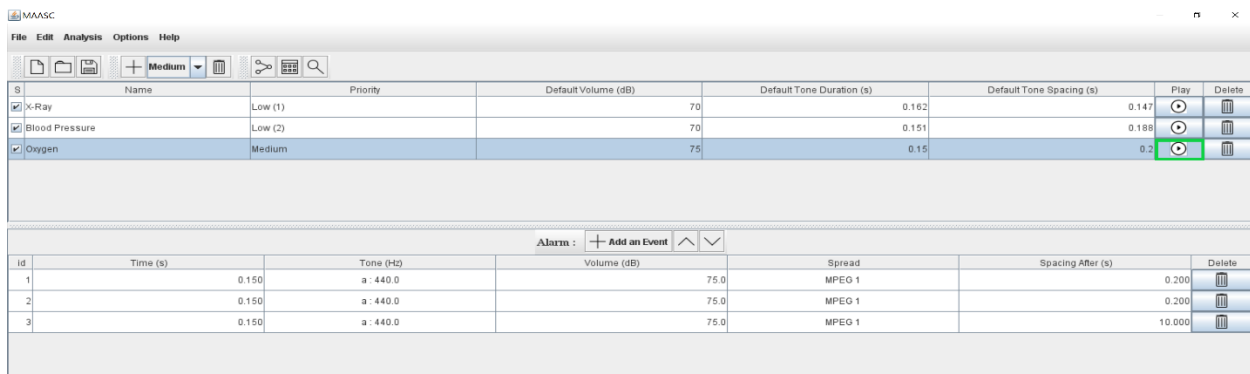 MAASC
File Edit Analysis Options Help
Medium
S Name Priority Default Volume (dB) Default Tone Duration (s) Default Tone Spacing (s) Play Delete
X-Ray Low (1) 70 0.162 0.147
Blood Pressure Low (2) 70 0.151 0.188
Oxygen Medium 75 0.15 0.2
Alarm : Add an Event
id Time (s) Tone (Hz) Volume (dB) Spread Spacing After (s) Delete
1 0.150 a : 440.0 75.0 MPEG 1 0.200
2 0.150 a : 440.0 75.0 MPEG 1 0.200
3 0.150 a : 440.0 75.0 MPEG 1 10.000